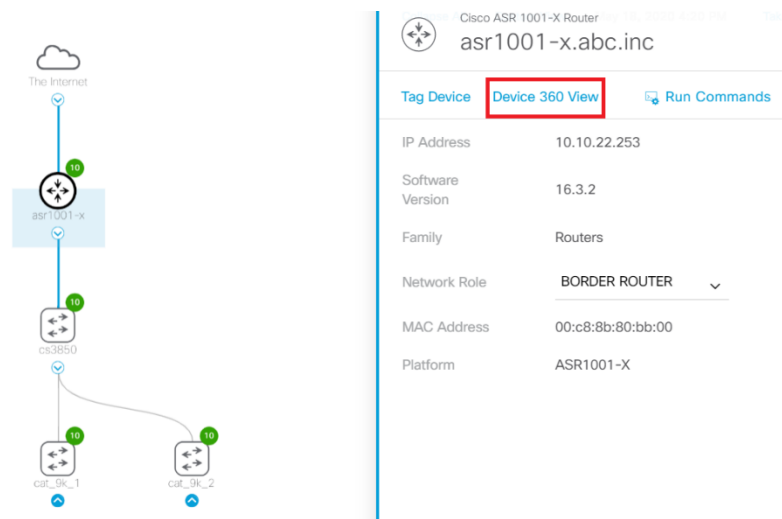 The Internet
10
asr1001-x
10
cs3850
10
cat_9k_1
10
cat_9k_2
Cisco ASR 1001-X Router
asr1001-x.abc.inc
Tag Device Device 360 View Run Commands
IP Address 10.10.22.253
Software
Version 16.3.2
Family Routers
Network Role BORDER ROUTER
MAC Address 00:c8:8b:80:bb:00
Platform ASR1001-X